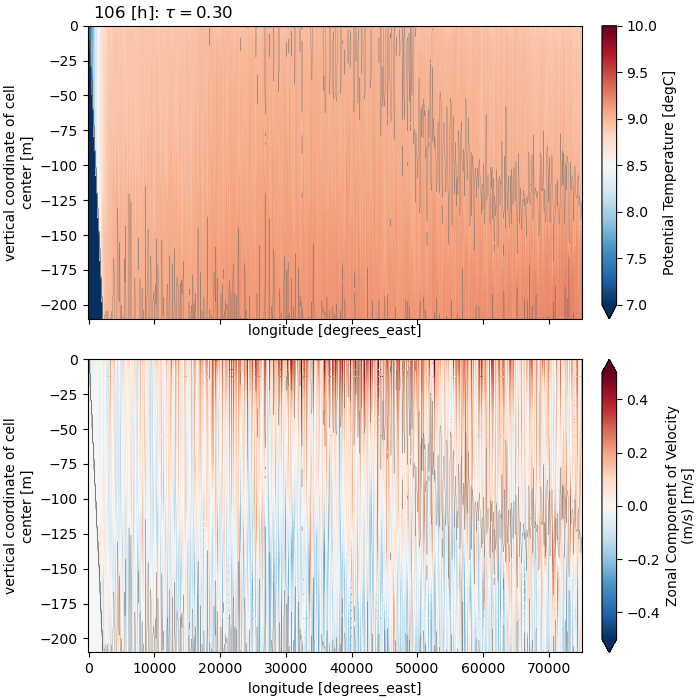 106 [h]: τ = 0.30
0
−25
−50
−75
−100
−125
−150
−175
−200
vertical coordinate of cell
center [m]
longitude [degrees_east]
10.0
9.5
9.0
8.5
8.0
7.5
7.0
Potential Temperature [degC]
0
−25
−50
−75
−100
−125
−150
−175
−200
vertical coordinate of cell
center [m]
0 10000 20000 30000 40000 50000 60000 70000
longitude [degrees_east]
0.4
0.2
0.0
−0.2
−0.4
Zonal Component of Velocity
(m/s) [m/s]